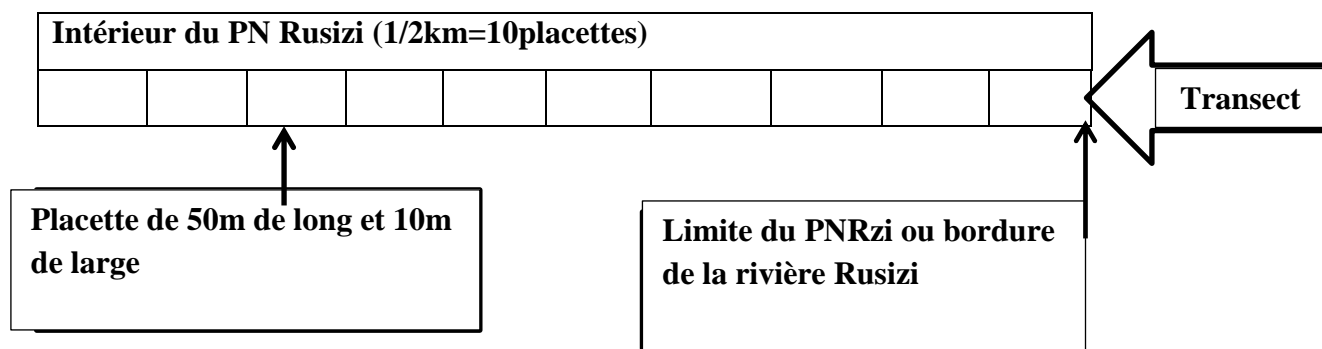 Intérieur du PN Rusizi (1/2km=10placettes)
Transect
Placette de 50m de long et 10m
de large
Limite du PNRzi ou bordure
de la rivière Rusizi